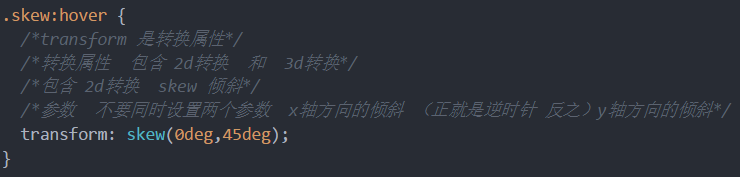 .skew:hover {
/*transform 是转换属性*/
/*转换属性  包含 2d转换  和  3d转换*/
/*包含 2d转换  skew 倾斜*/
/*参数  不要同时设置两个参数  x轴方向的倾斜 （正就是逆时针 反之）y轴方向的倾斜*/
transform: skew(0deg,45deg);
}